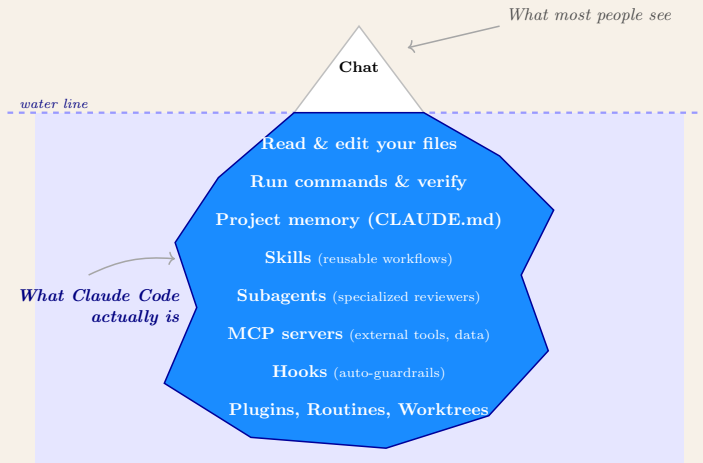 What most people see
Chat
water line
Read & edit your files
Run commands & verify
Project memory (CLAUDE.md)
Skills (reusable workflows)
Subagents (specialized reviewers)
What Claude Code
actually is
MCP servers (external tools, data)
Hooks (auto-guardrails)
Plugins, Routines, Worktrees